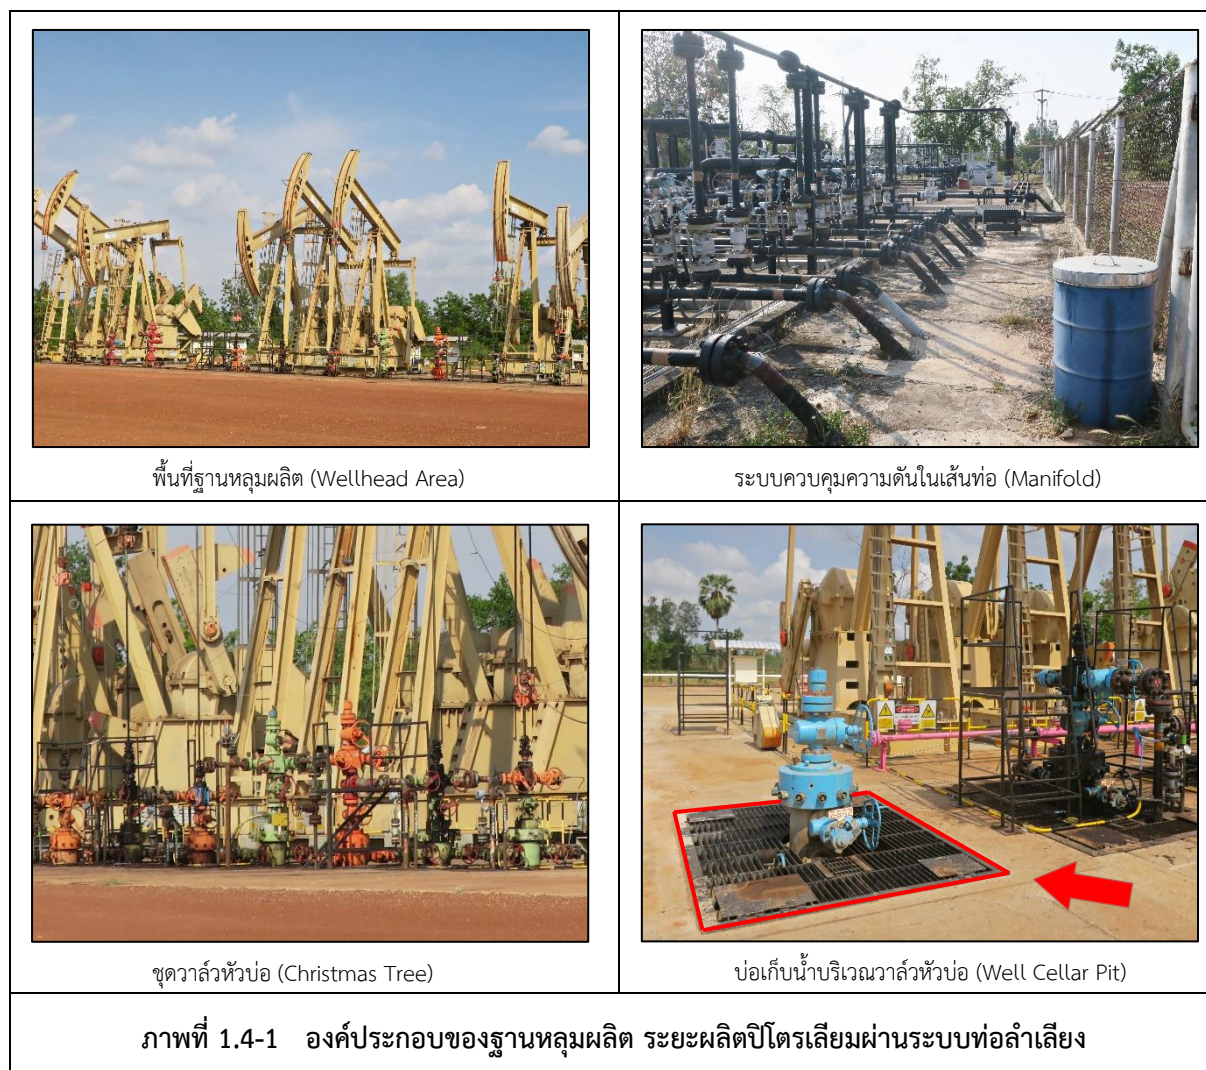 พื้นที่ฐานหลุมผลิต (Wellhead Area)
ระบบควบคุมความดันในเส้นท่อ (Manifold)
ชุดวาล์วหัวบ่อ (Christmas Tree)
บ่อเก็บน้ำบริเวณวาล์วหัวบ่อ (Well Cellar Pit)
ภาพที่ 1.4-1 องค์ประกอบของฐานหลุมผลิต ระยะผลิตปิโตรเลียมผ่านระบบท่อลำเลียง